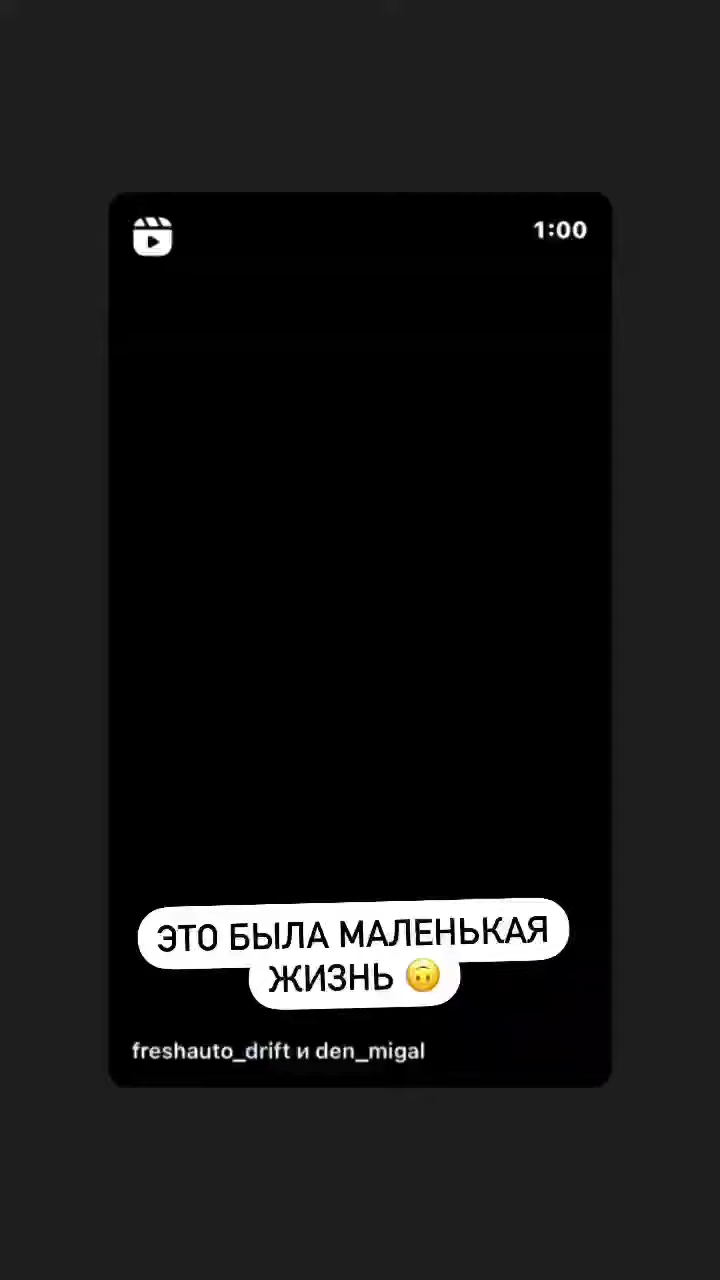 1:00
ЭТО БЫЛА МАЛЕНЬКАЯ
ЖИЗНЬ 🙃
freshauto_drift и den_migal